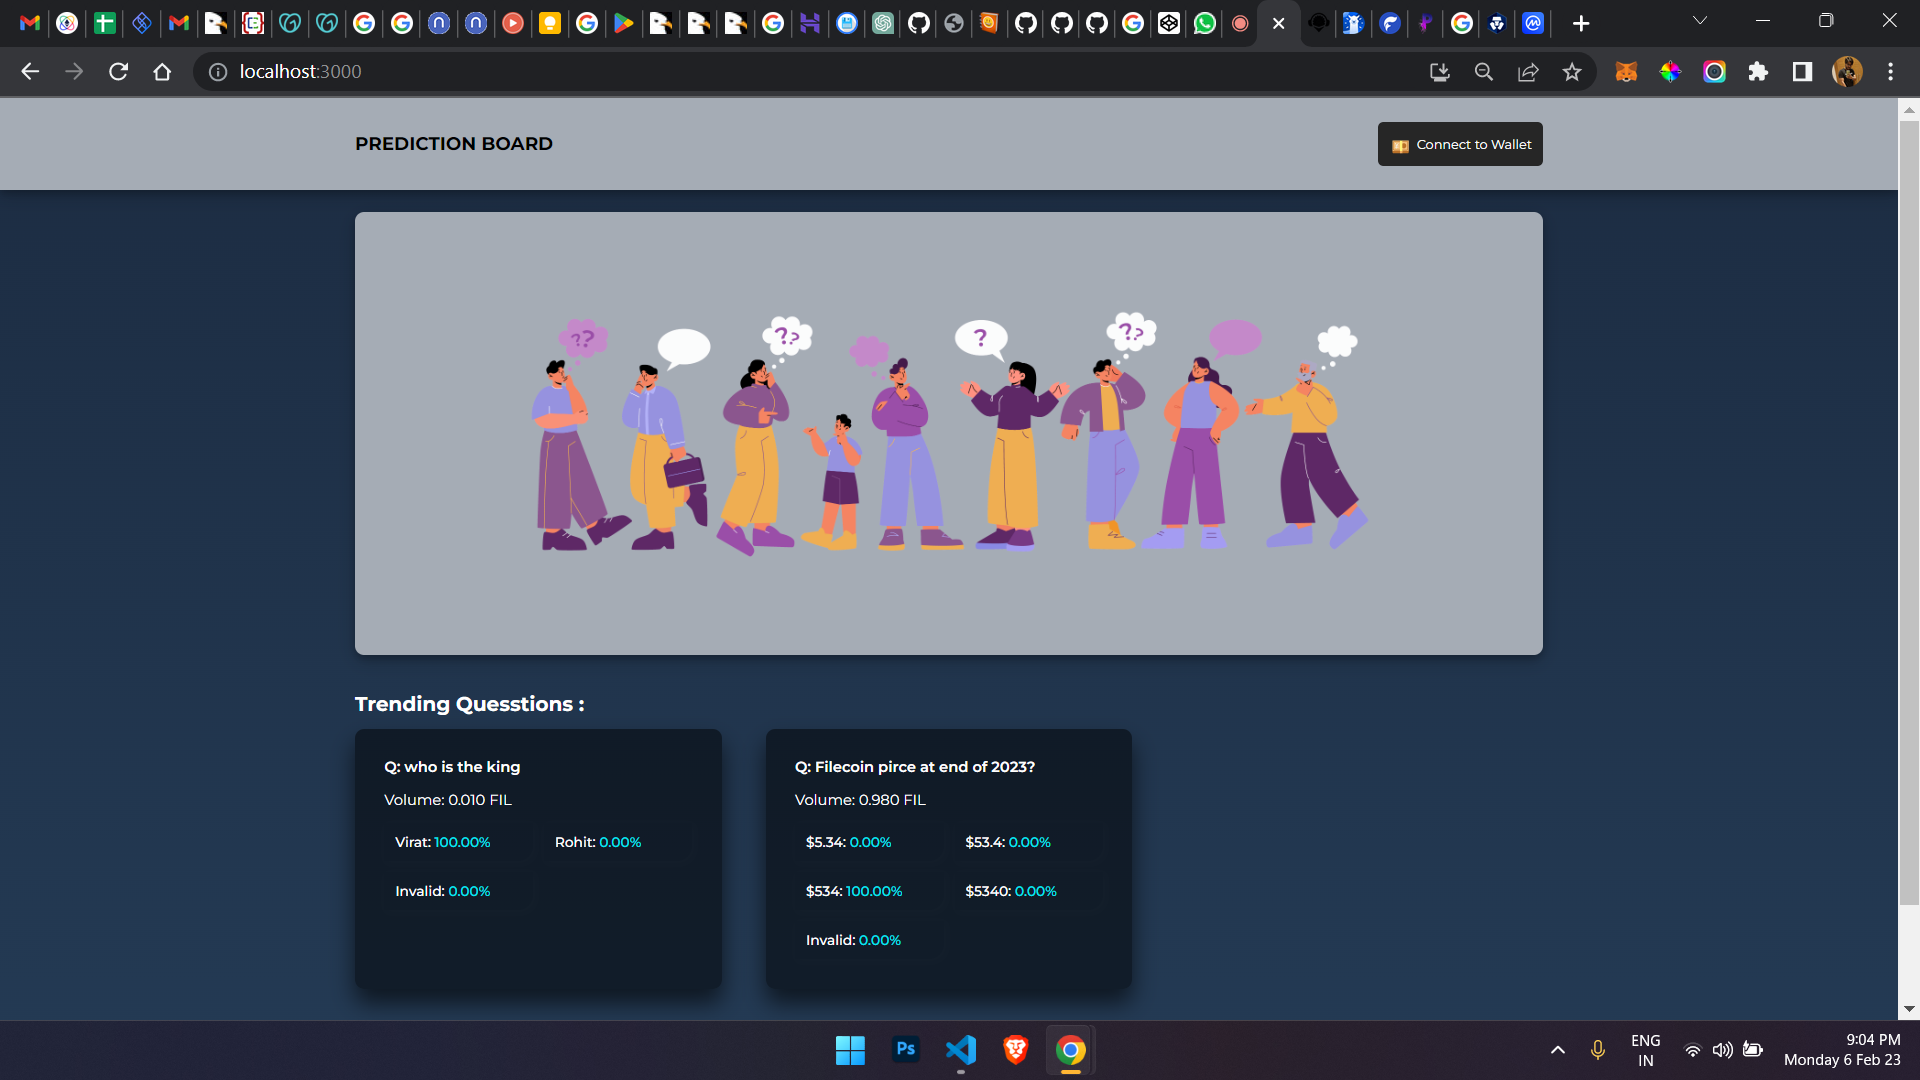 localhost:3000
PREDICTION BOARD
Connect to Wallet
?? ?? ? ??
Trending Quesstions :
Q: who is the king
Volume: 0.010 FIL
Virat: 100.00% Rohit: 0.00%
Invalid: 0.00%
Q: Filecoin pirce at end of 2023?
Volume: 0.980 FIL
$5.34: 0.00% $53.4: 0.00%
$534: 100.00% $5340: 0.00%
Invalid: 0.00%
Ps
ENG
IN
9:04 PM
Monday 6 Feb 23